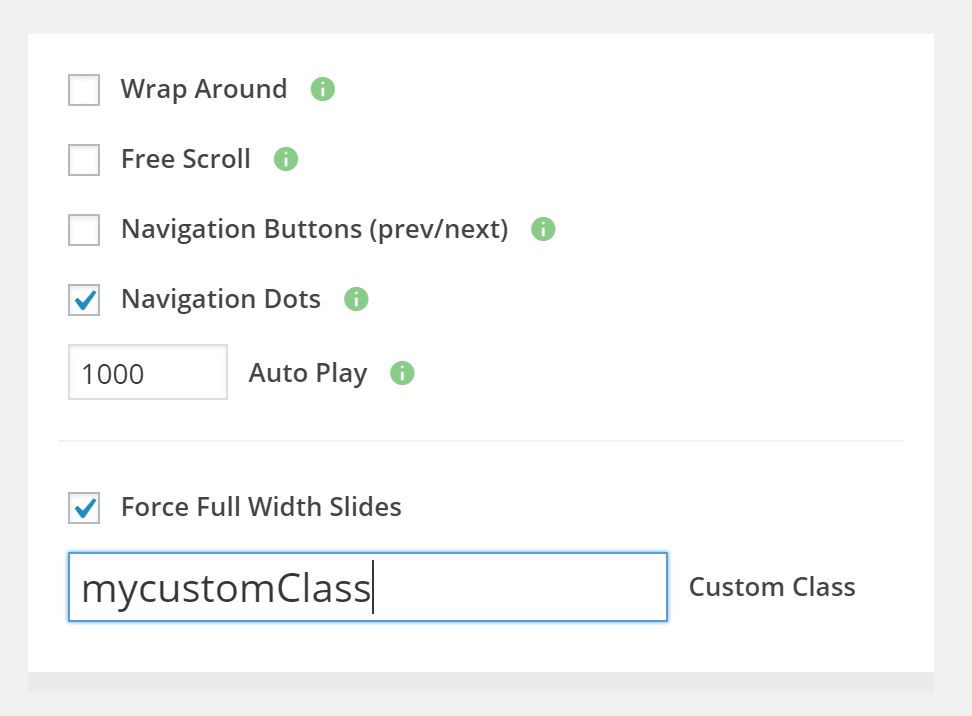 Wrap Around
Free Scroll
Navigation Buttons (prev/next)
Navigation Dots
1000 Auto Play
Force Full Width Slides
mycustomClass Custom Class